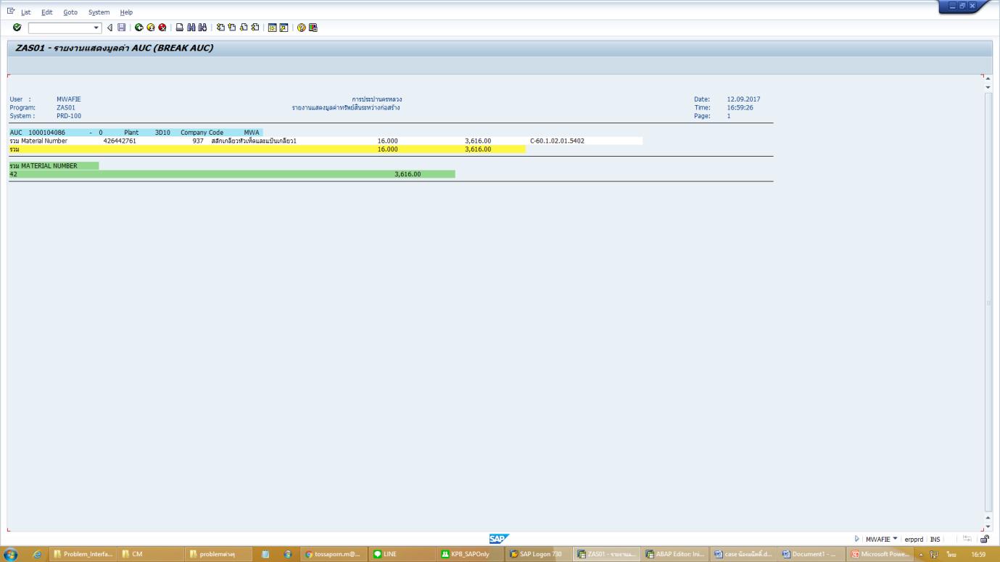 List Edit Goto System Help
ZAS01 - รายงานแสดงมูลค่า AUC (BREAK AUC)
User : MWAFIE การประปานครหลวง Date: 12.09.2017
Program: ZAS01 รายงานแสดงมูลค่าทรัพย์สินระหว่างก่อสร้าง Time: 16:59:26
System : PRD-100 Page: 1
AUC 1000104086 - 0 Plant 3D10 Company Code MWA
รวม Material Number 426442761 937 สลักเกลียวหัวเห็ดและแป้นเกลียว1 16.000 3,616.00 C-60.1.02.01.5402
รวม 16.000 3,616.00
รวม MATERIAL NUMBER
42 3,616.00
SAP
MWAFIE erpprd INS
Problem_Interfa... CM problemต่างๆ tossaporn.m@... LINE KPB_SAPOnly SAP Logon 730 ZAS01 - รายงานแ... ABAP Editor: Ini... case น้องแน็ตตี้.d... Document1 - ... Microsoft Powe... ไทย 16:59